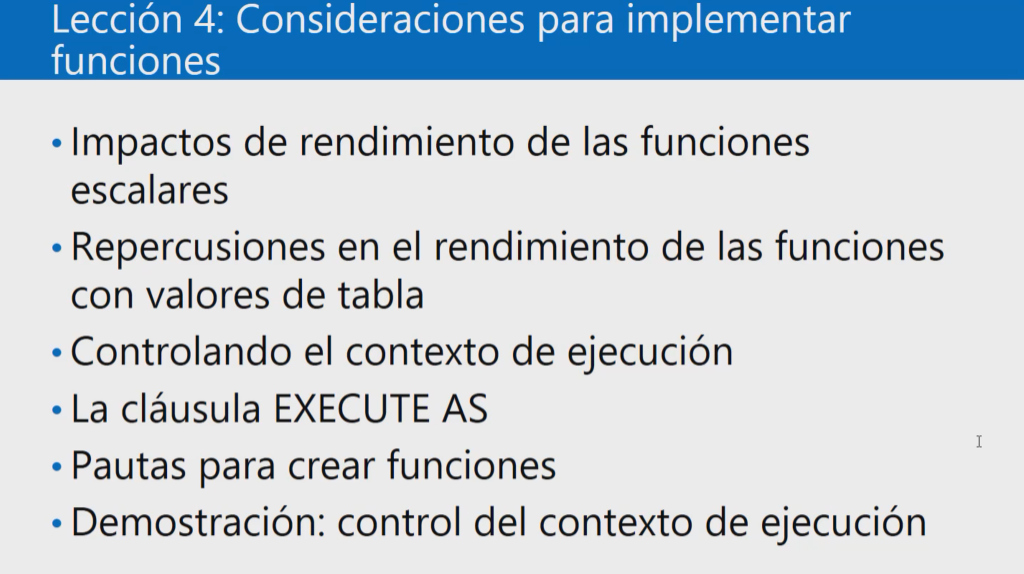 Lección 4: Consideraciones para implementar
funciones
• Impactos de rendimiento de las funciones
escalares
• Repercusiones en el rendimiento de las funciones
con valores de tabla
• Controlando el contexto de ejecución
• La cláusula EXECUTE AS
• Pautas para crear funciones
• Demostración: control del contexto de ejecución